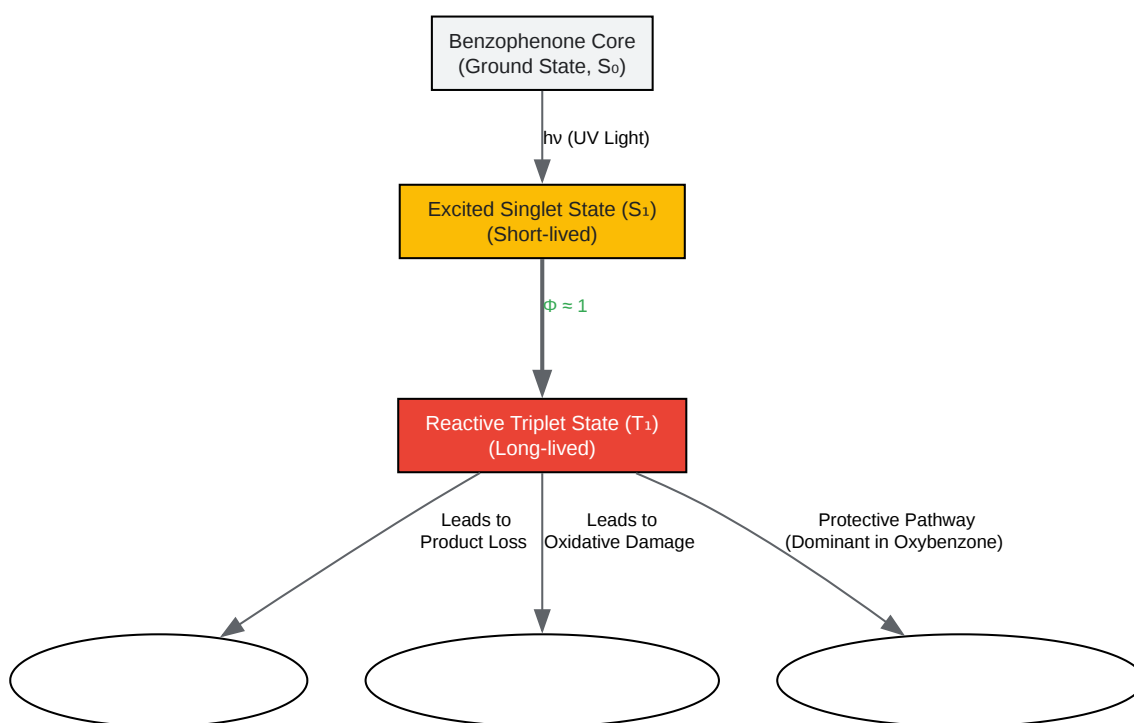 Benzophenone Core
(Ground State, S₀)
hν (UV Light)
Excited Singlet State (S₁)
(Short-lived)
Φ ≈ 1
Reactive Triplet State (T₁)
(Long-lived)
Leads to
Product Loss
Leads to
Oxidative Damage
Protective Pathway
(Dominant in Oxybenzone)